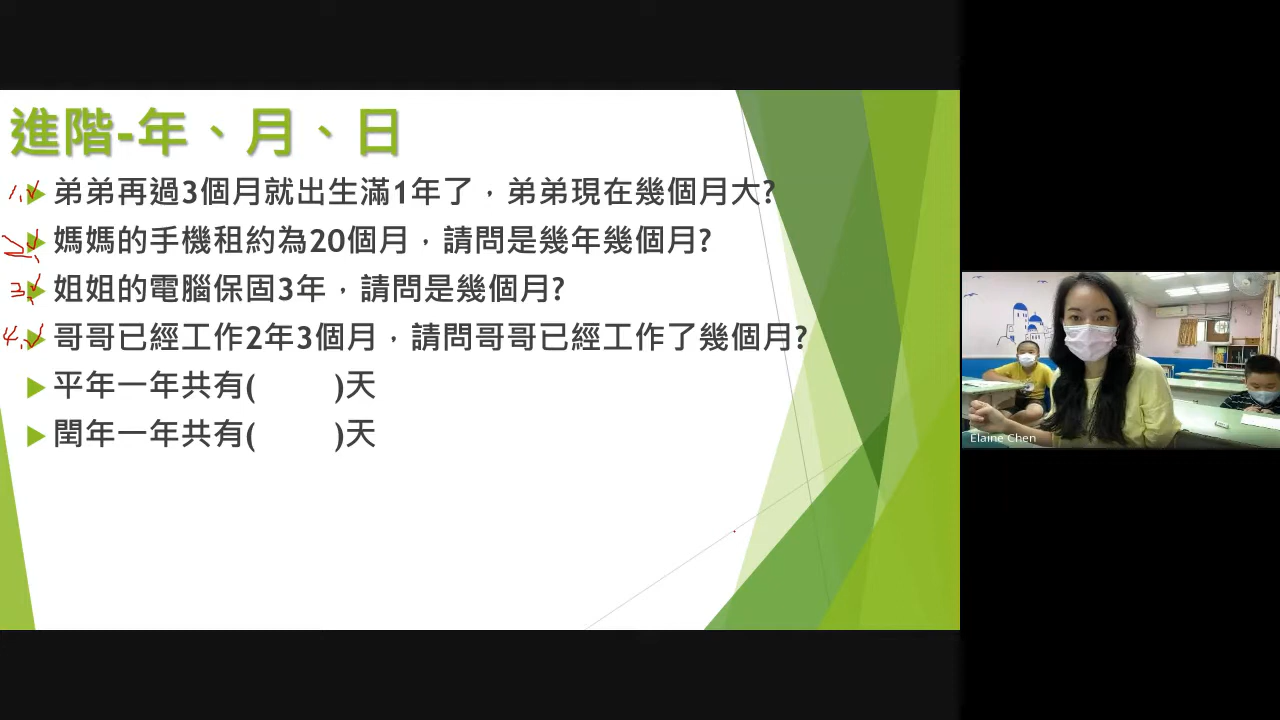 進階-年、月、日
1. 弟弟再過3個月就出生滿1年了，弟弟現在幾個月大?
2. 媽媽的手機租約為20個月，請問是幾年幾個月?
3. 姐姐的電腦保固3年，請問是幾個月?
4. 哥哥已經工作2年3個月，請問哥哥已經工作了幾個月?
平年一年共有( )天
閏年一年共有( )天
Elaine Chen